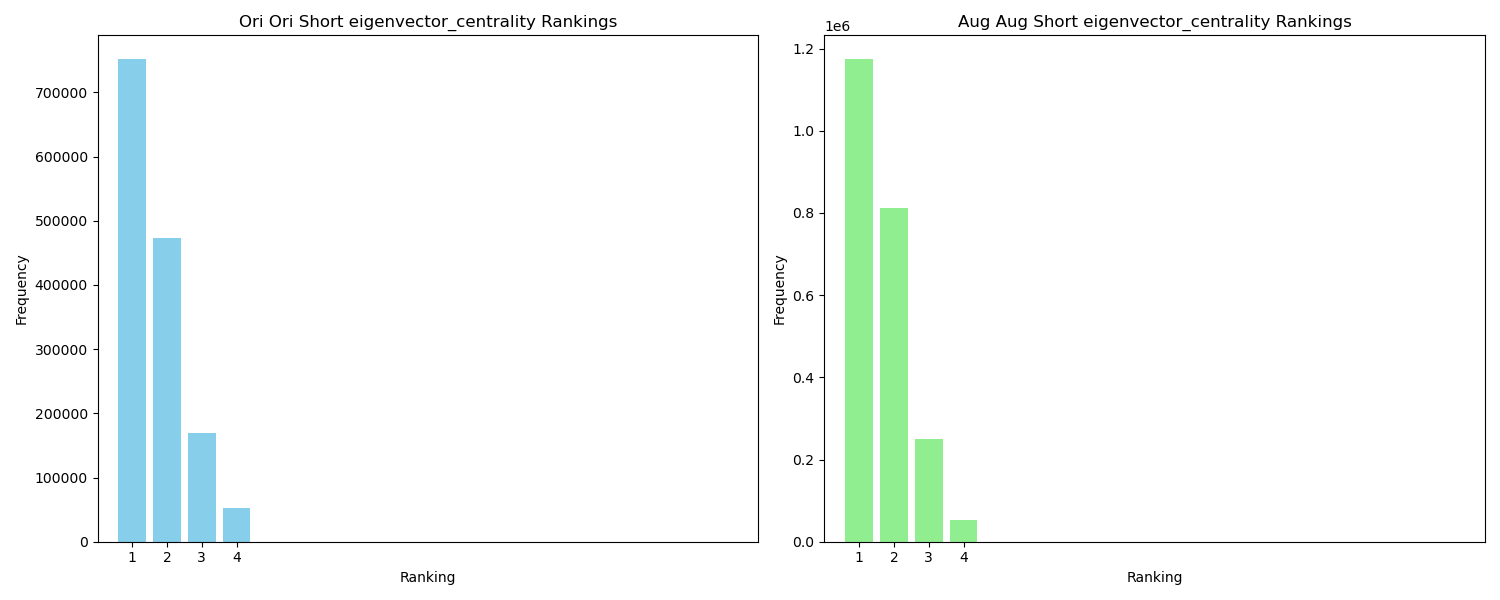 Ori Ori Short eigenvector_centrality Rankings
Frequency
700000
600000
500000
400000
300000
200000
100000
0
1 2 3 4
Ranking
Aug Aug Short eigenvector_centrality Rankings
1e6
Frequency
1.2
1.0
0.8
0.6
0.4
0.2
0.0
1 2 3 4
Ranking